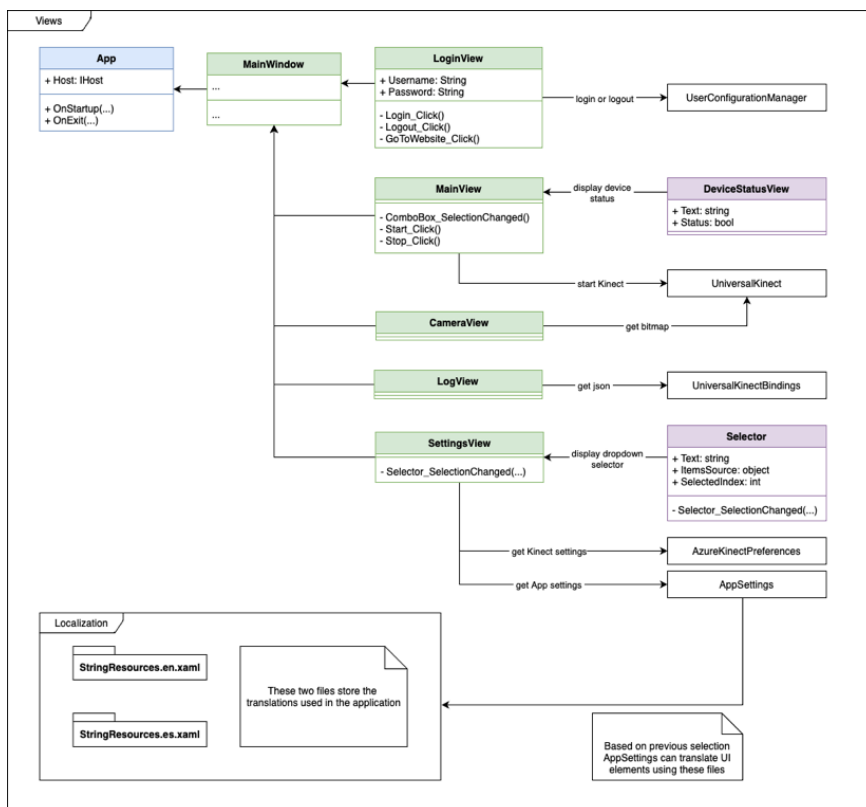 Views
App
+ Host: IHost
+ OnStartup(...)
+ OnExit(...)
MainWindow
...
...
LoginView
+ Username: String
+ Password: String
- Login_Click()
- Logout_Click()
- GoToWebsite_Click()
login or logout
UserConfigurationManager
MainView
- ComboBox_SelectionChanged()
- Start_Click()
- Stop_Click()
display device
status
DeviceStatusView
+ Text: string
+ Status: bool
start Kinect
UniversalKinect
CameraView
get bitmap
LogView
get json
UniversalKinectBindings
SettingsView
- Selector_SelectionChanged(...)
display dropdown
selector
Selector
+ Text: string
+ ItemsSource: object
+ SelectedIndex: int
- Selector_SelectionChanged(...)
get Kinect settings
AzureKinectPreferences
get App settings
AppSettings
Localization
StringResources.en.xaml
StringResources.es.xaml
These two files store the
translations used in the application
Based on previous selection
AppSettings can translate UI
elements using these files